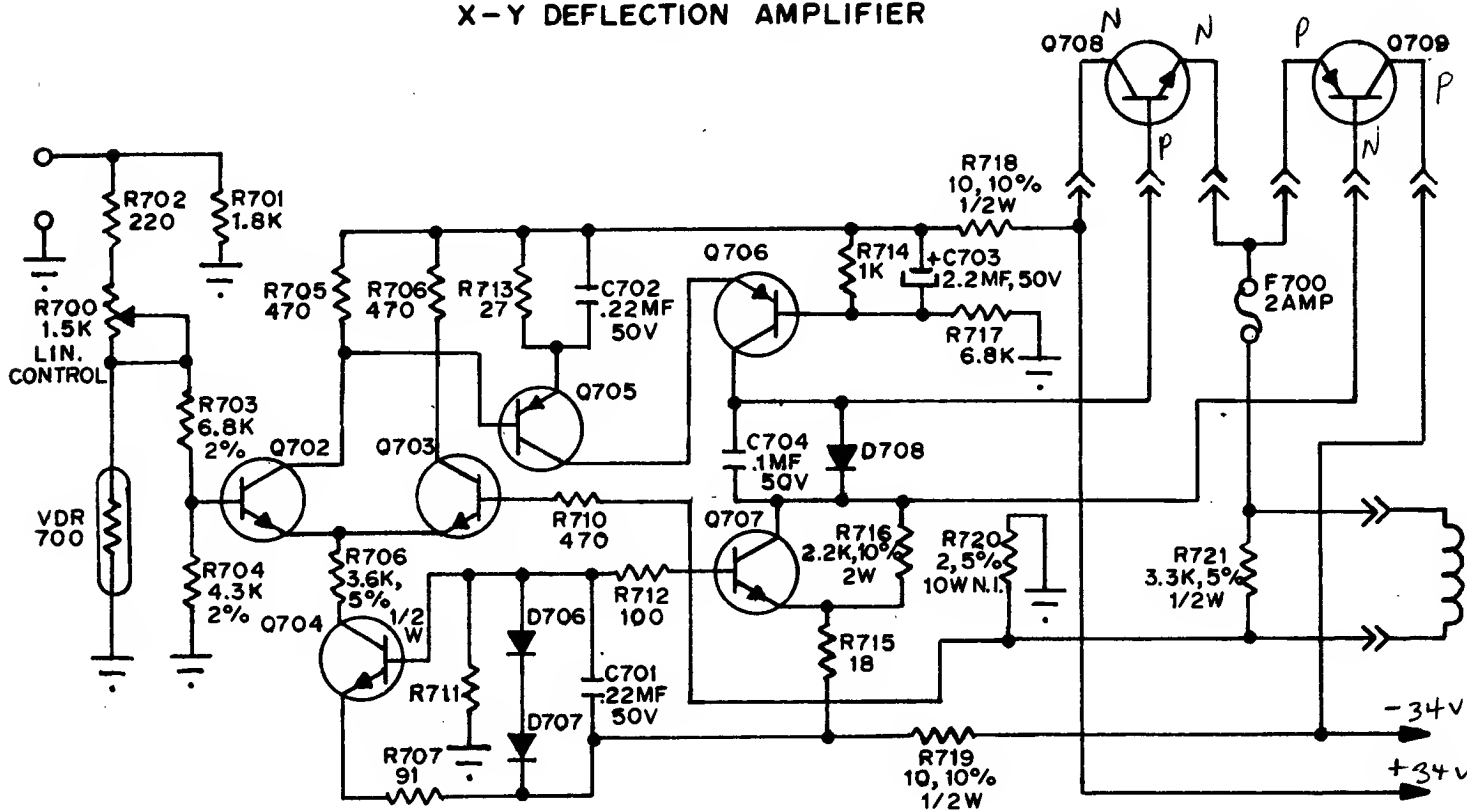 X-Y DEFLECTION AMPLIFIER
Q708
N
N
P
P
Q709
P
N
R702
220
R701
1.8K
R718
10, 10%
1/2W
R700
1.5K
LIN.
CONTROL
R705
470
R706
470
R713
27
C702
.22MF
50V
Q706
R714
1K
+
C703
2.2MF, 50V
R717
6.8K
F700
2AMP
R703
6.8K
2%
Q702
Q703
Q705
C704
.1MF
50V
D708
VDR
700
R704
4.3K
2%
R706
3.6K,
5%
1/2
W
R710
470
Q707
R716
2.2K, 10%
2W
R720
2, 5%
10W N.I.
R721
3.3K, 5%
1/2W
Q704
R711
D706
D707
C701
.22MF
50V
R712
100
R715
18
R707
91
R719
10, 10%
1/2W
-34V
+34V